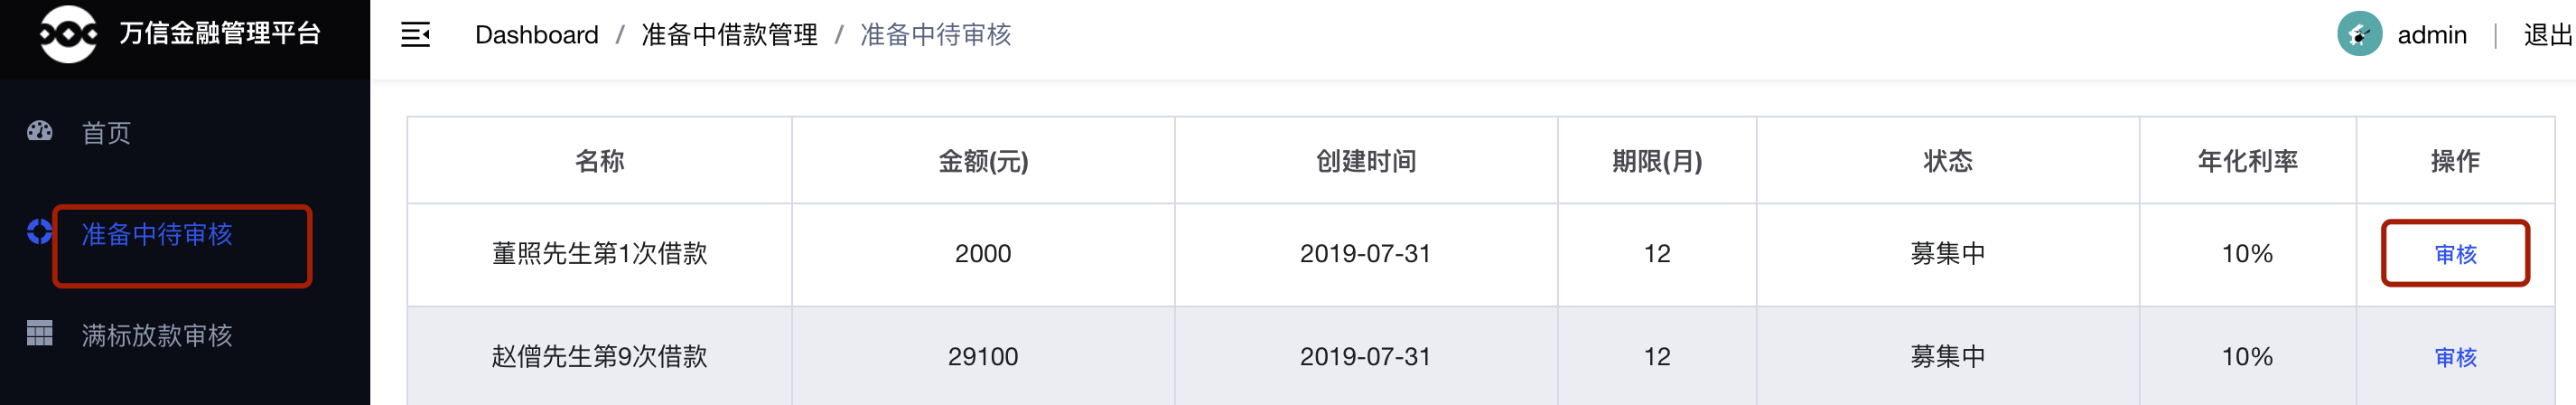 万信金融管理平台
Dashboard / 准备中借款管理 / 准备中待审核
admin | 退出
首页
准备中待审核
满标放款审核
名称 金额(元) 创建时间 期限(月) 状态 年化利率 操作
董照先生第1次借款 2000 2019-07-31 12 募集中 10% 审核
赵僧先生第9次借款 29100 2019-07-31 12 募集中 10% 审核